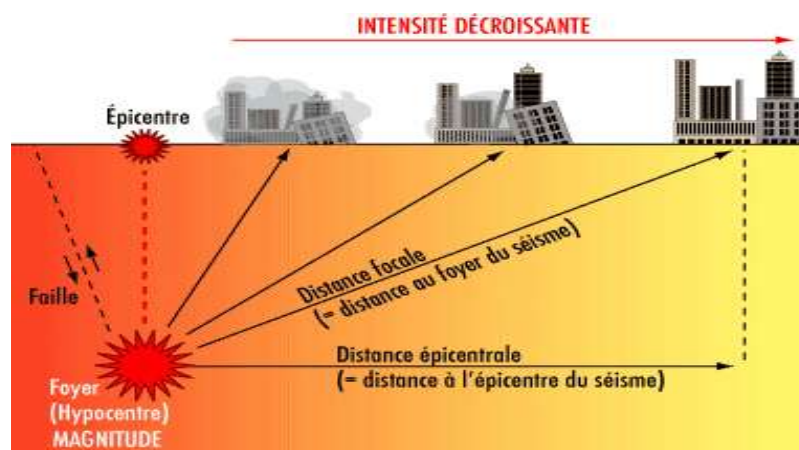 INTENSITÉ DÉCROISSANTE
Épicentre
Faille
Distance focale
(= distance au foyer du séisme)
Distance épicentrale
(= distance à l'épicentre du séisme)
Foyer
(Hypocentre)
MAGNITUDE